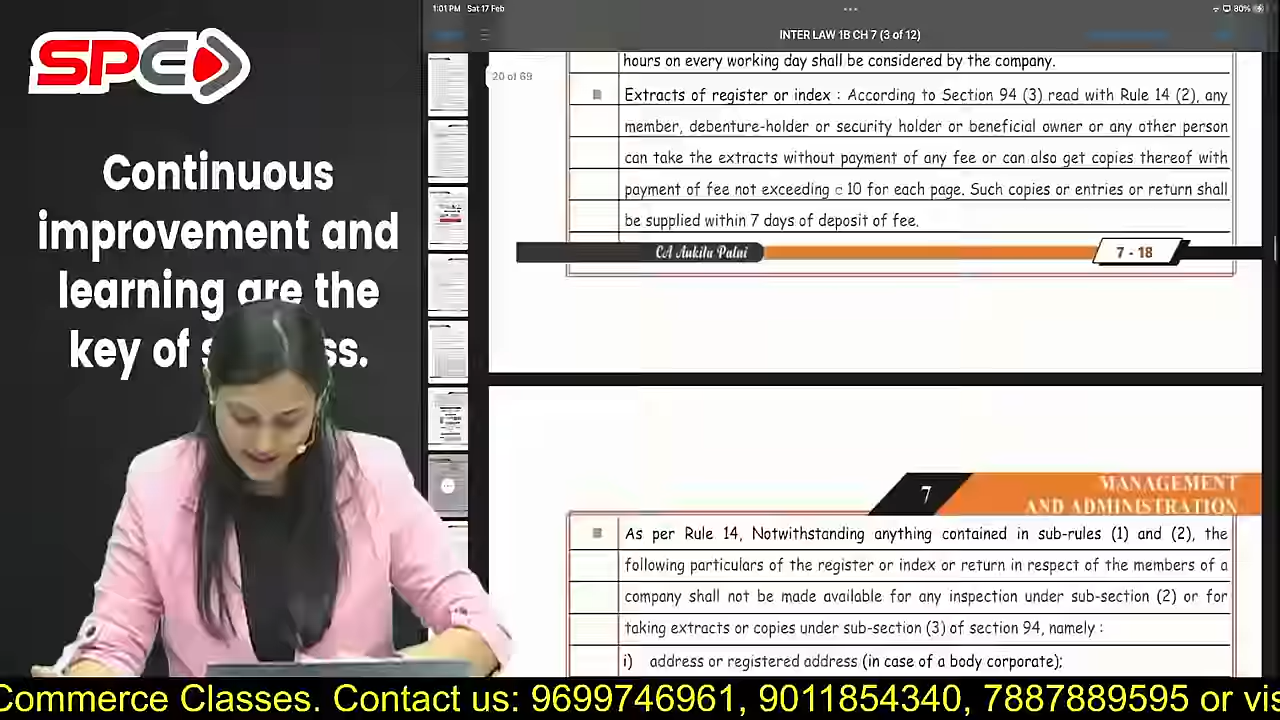 1:01 PM Sat 17 Feb
80%
INTER LAW 1B CH 7 (3 of 12)
SPC
Continuous
improvement and
learning are the
key of
20 of 69
hours on each working day shall be considered by the company.
Extracts of register or index : According to Section 94 (3) read with Rule 14 (2), any
member, debenture-holder or security holder or beneficial owner or any other person
can take the extracts without payment of any fee or can also get copies thereof with
payment of fee not exceeding 10 for each page. Such copies or entries or return shall
be supplied within 7 days of deposit of fee.
CA Ankita Patni
7 - 18
7
MANAGEMENT
AND ADMINISTRATION
As per Rule 14, Notwithstanding anything contained in sub-rules (1) and (2), the
following particulars of the register or index or return in respect of the members of a
company shall not be made available for any inspection under sub-section (2) or for
taking extracts or copies under sub-section (3) of section 94, namely :
i) address or registered address (in case of a body corporate);
Commerce Classes. Contact us: 9699746961, 9011854340, 7887889595 or vis